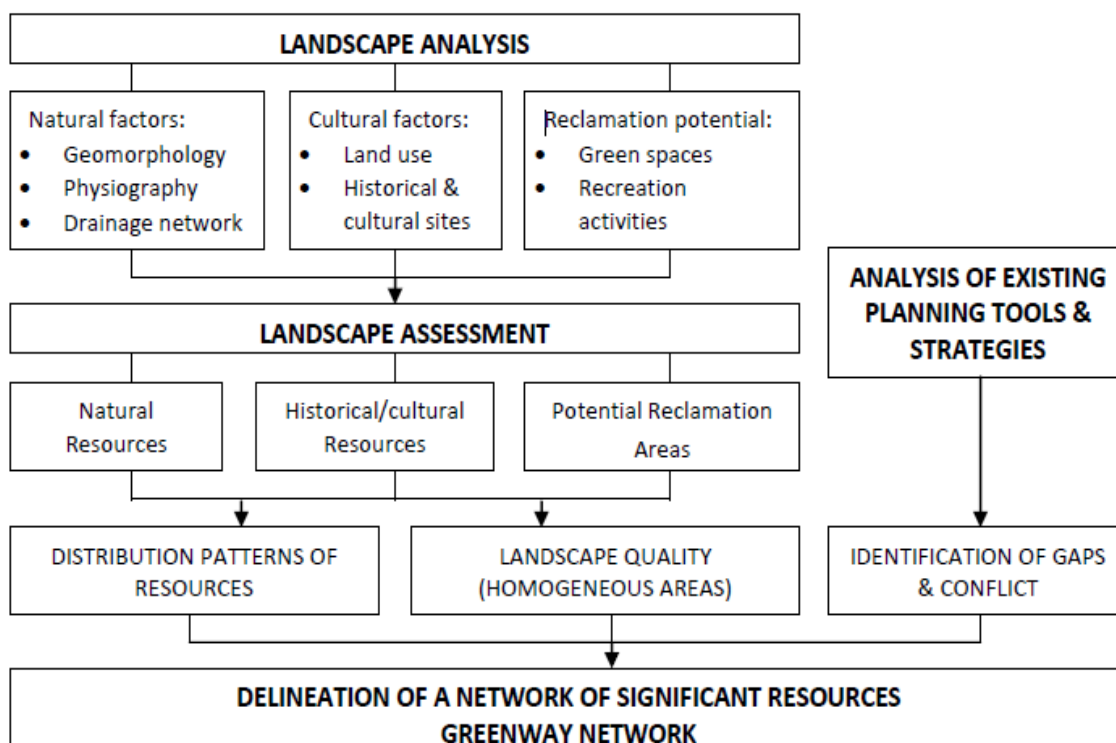 LANDSCAPE ANALYSIS
Natural factors:
• Geomorphology
• Physiography
• Drainage network
Cultural factors:
• Land use
• Historical &
cultural sites
Reclamation potential:
• Green spaces
• Recreation
activities
ANALYSIS OF EXISTING
PLANNING TOOLS &
STRATEGIES
LANDSCAPE ASSESSMENT
Natural
Resources
Historical/cultural
Resources
Potential Reclamation
Areas
DISTRIBUTION PATTERNS OF
RESOURCES
LANDSCAPE QUALITY
(HOMOGENEOUS AREAS)
IDENTIFICATION OF GAPS
& CONFLICT
DELINEATION OF A NETWORK OF SIGNIFICANT RESOURCES
GREENWAY NETWORK